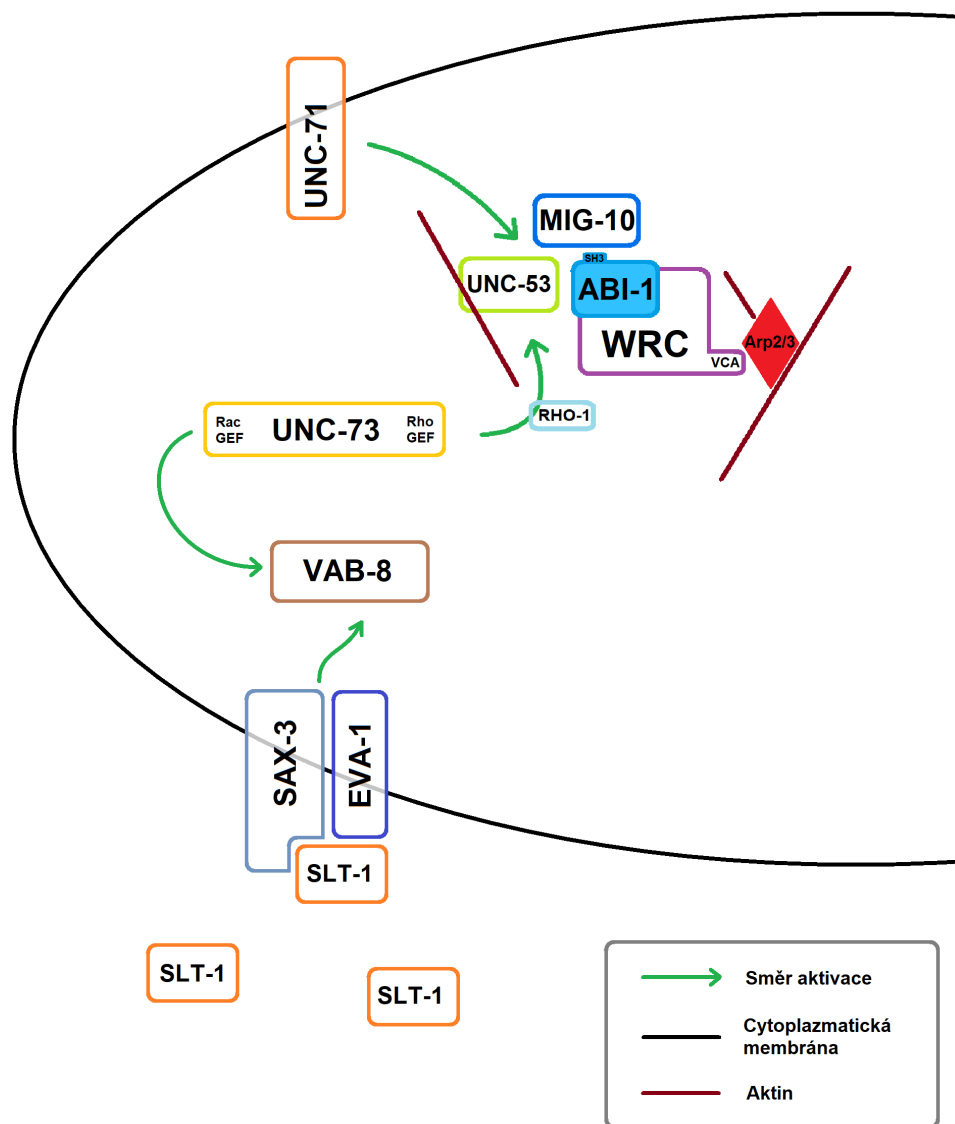 UNC-71
MIG-10
SH3
UNC-53
ABI-1
WRC
VCA
Arp2/3
RHO-1
Rac
GEF
UNC-73
Rho
GEF
VAB-8
SAX-3
EVA-1
SLT-1
SLT-1
SLT-1
Směr aktivace
Cytoplazmatická
membrána
Aktin